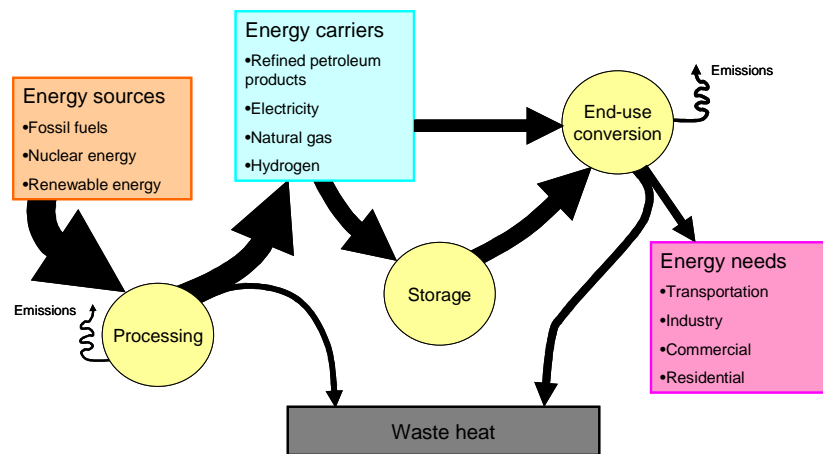 Energy sources
•Fossil fuels
•Nuclear energy
•Renewable energy
Energy carriers
•Refined petroleum
products
•Electricity
•Natural gas
•Hydrogen
Emissions
End-use
conversion
Emissions
Processing
Storage
Energy needs
•Transportation
•Industry
•Commercial
•Residential
Waste heat